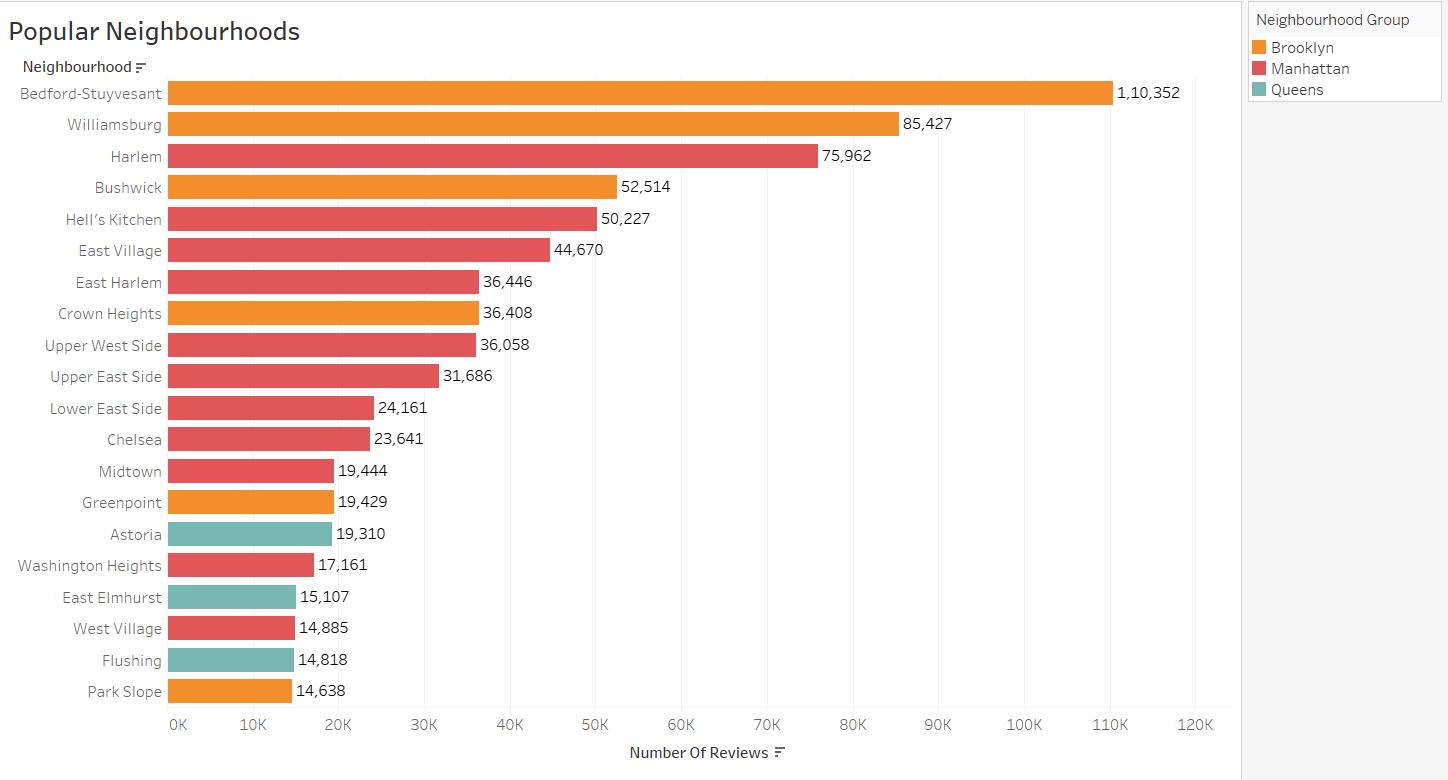 Popular Neighbourhoods
Neighbourhood
Bedford-Stuyvesant 1,10,352
Williamsburg 85,427
Harlem 75,962
Bushwick 52,514
Hell's Kitchen 50,227
East Village 44,670
East Harlem 36,446
Crown Heights 36,408
Upper West Side 36,058
Upper East Side 31,686
Lower East Side 24,161
Chelsea 23,641
Midtown 19,444
Greenpoint 19,429
Astoria 19,310
Washington Heights 17,161
East Elmhurst 15,107
West Village 14,885
Flushing 14,818
Park Slope 14,638
0K 10K 20K 30K 40K 50K 60K 70K 80K 90K 100K 110K 120K
Number Of Reviews
Neighbourhood Group
Brooklyn
Manhattan
Queens